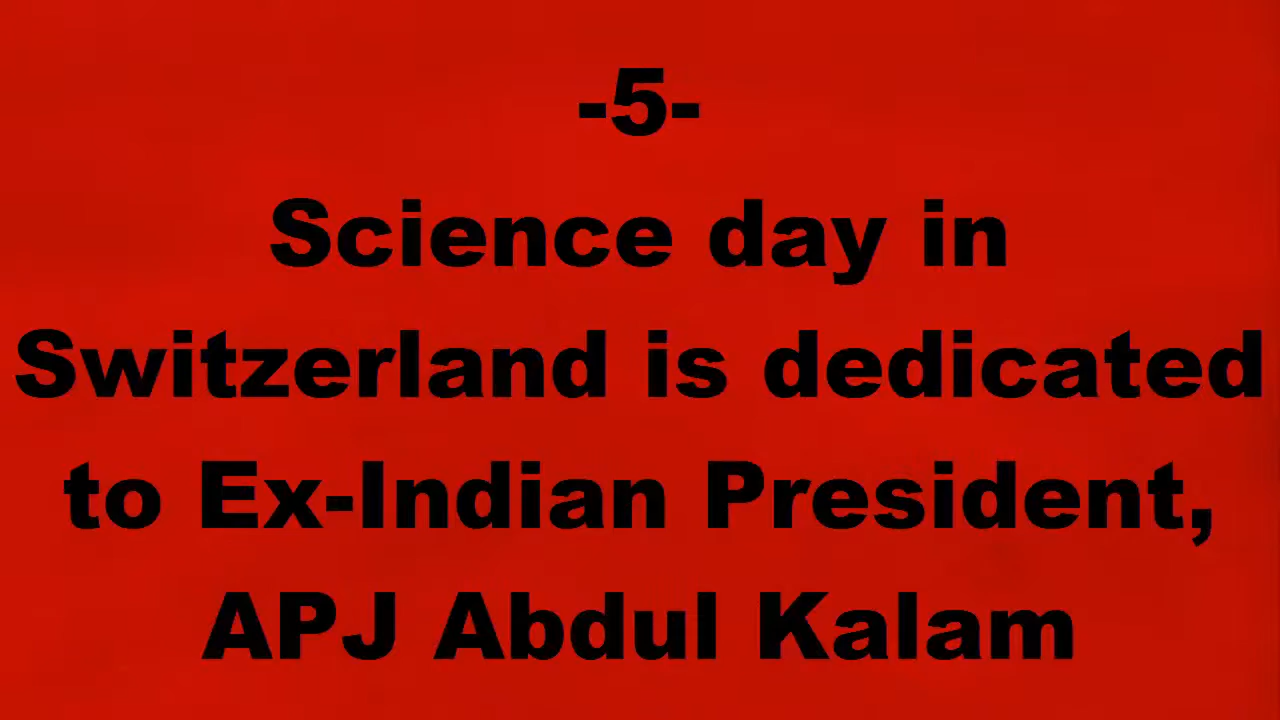 -5-
Science day in
Switzerland is dedicated
to Ex-Indian President,
APJ Abdul Kalam